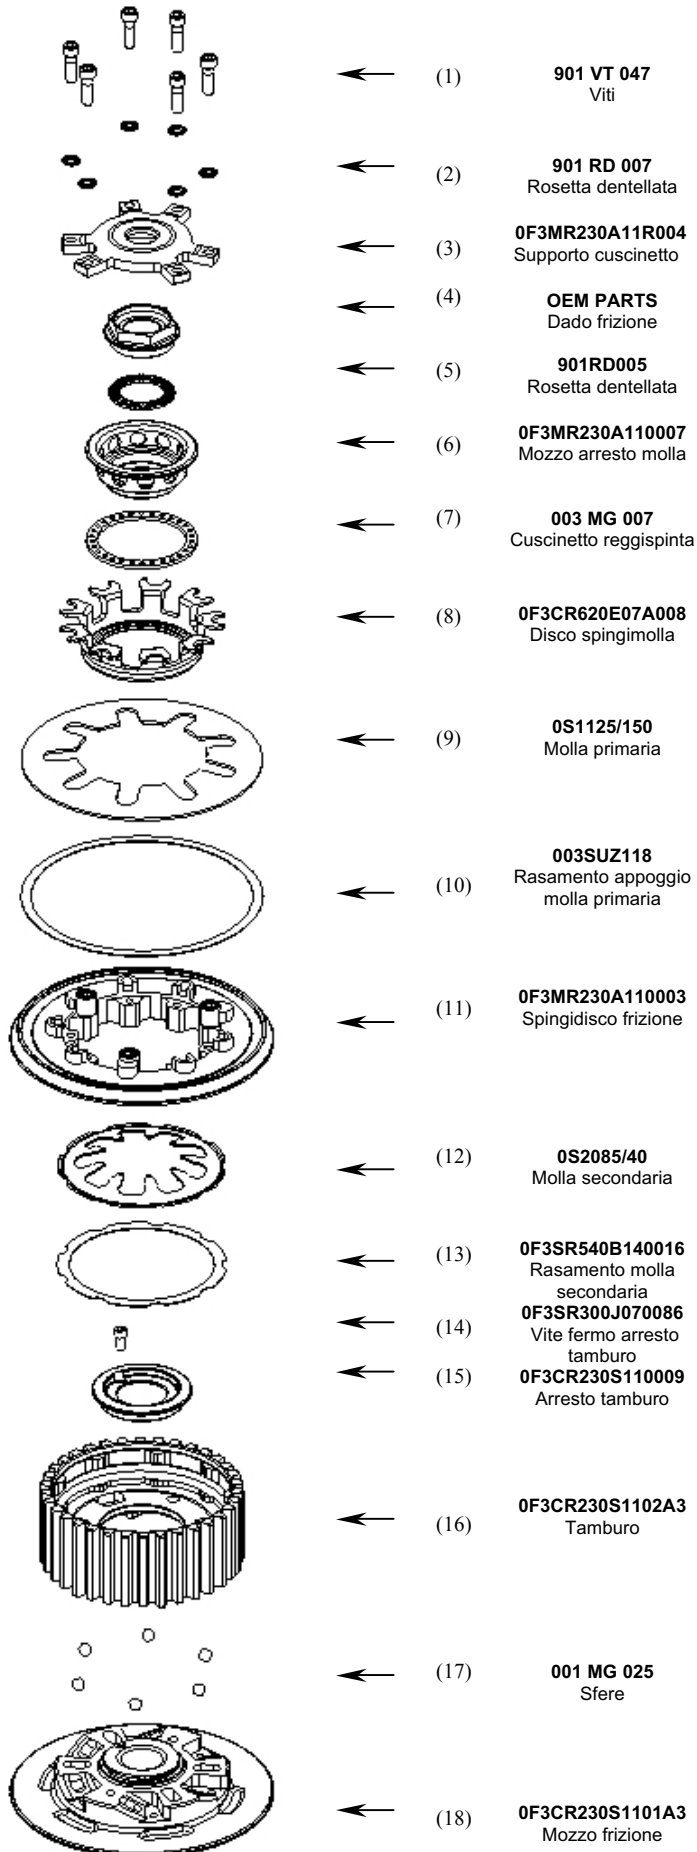 (1)
901 VT 047
Viti
(2)
901 RD 007
Rosetta dentellata
(3)
0F3MR230A11R004
Supporto cuscinetto
(4)
OEM PARTS
Dado frizione
(5)
901RD005
Rosetta dentellata
(6)
0F3MR230A110007
Mozzo arresto molla
(7)
003 MG 007
Cuscinetto reggispinta
(8)
0F3CR620E07A008
Disco spingimolla
(9)
0S1125/150
Molla primaria
(10)
003SUZ118
Rasamento appoggio
molla primaria
(11)
0F3MR230A110003
Spingidisco frizione
(12)
0S2085/40
Molla secondaria
(13)
0F3SR540B140016
Rasamento molla
secondaria
(14)
0F3SR300J070086
Vite fermo arresto
tamburo
(15)
0F3CR230S110009
Arresto tamburo
(16)
0F3CR230S1102A3
Tamburo
(17)
001 MG 025
Sfere
(18)
0F3CR230S1101A3
Mozzo frizione